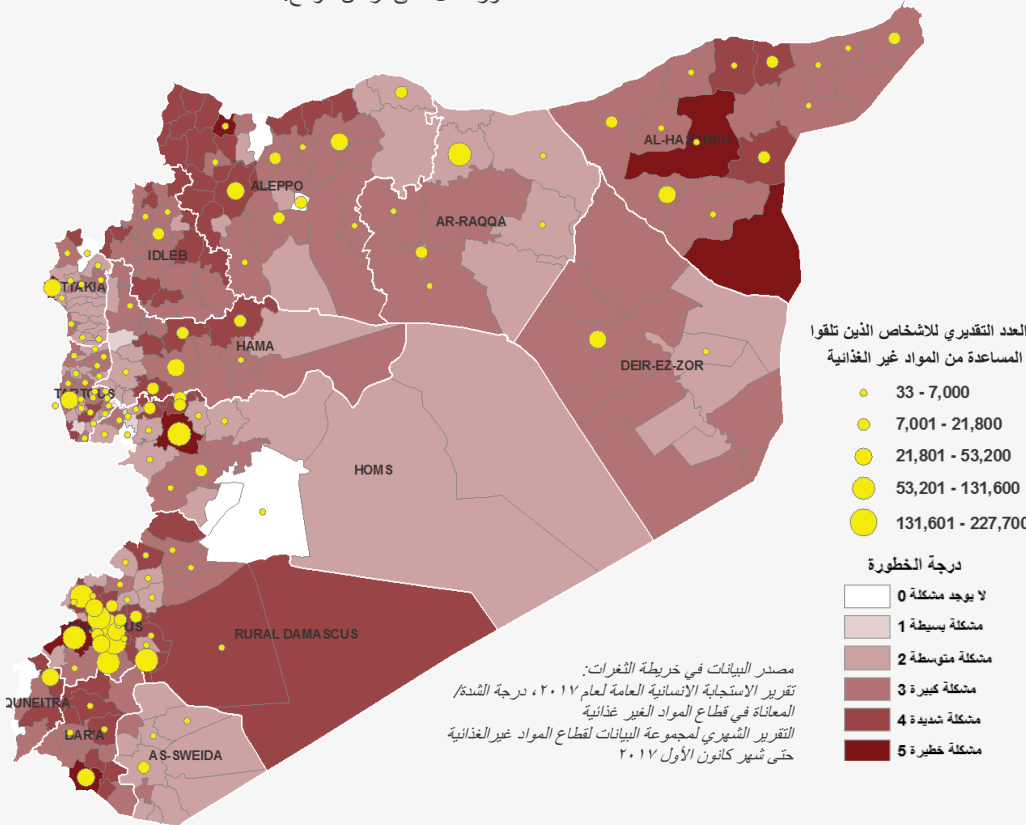 ALEPPO
AL-HASAKEH
AR-RAQQA
IDLEB
HAMA
DEIR-EZ-ZOR
TARTOUS
HOMS
RURAL DAMASCUS
QUNEITRA
DAR'A
AS-SWEIDA
العدد التقديري للاشخاص الذين تلقوا
المساعدة من المواد غير الغذائية
33 - 7,000
7,001 - 21,800
21,801 - 53,200
53,201 - 131,600
131,601 - 227,700
درجة الخطورة
لا يوجد مشكلة 0
مشكلة بسيطة 1
مشكلة متوسطة 2
مشكلة كبيرة 3
مشكلة شديدة 4
مشكلة خطيرة 5
مصدر البيانات في خريطة الثغرات:
تقرير الاستجابة الانسانية العامة لعام ٢٠١٧، درجة الشدة/
المعاناة في قطاع المواد الغير غذائية
التقرير الشهري لمجموعة البيانات لقطاع المواد غيرالغذائية
حتى شهر كانون الأول ٢٠١٧